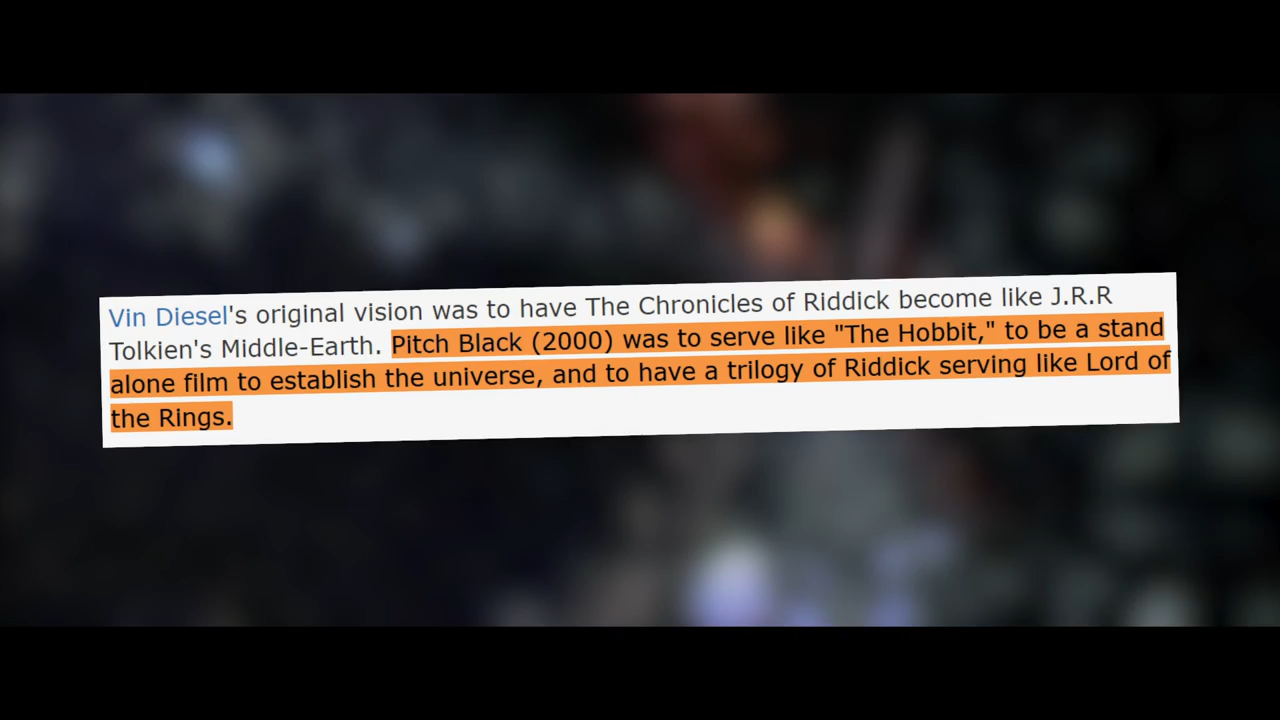 Vin Diesel's original vision was to have The Chronicles of Riddick become like J.R.R
Tolkien's Middle-Earth. Pitch Black (2000) was to serve like "The Hobbit," to be a stand
alone film to establish the universe, and to have a trilogy of Riddick serving like Lord of
the Rings.